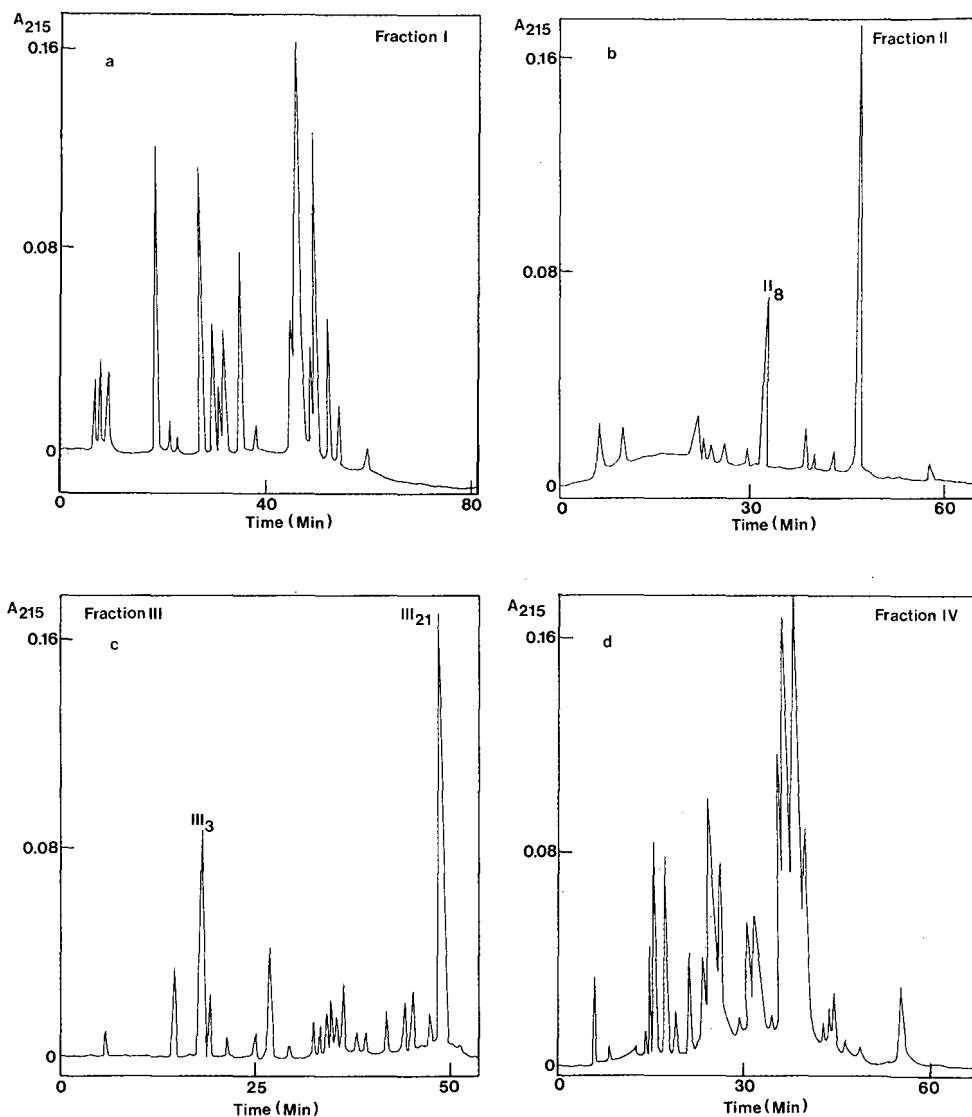 A215
Fraction I
0.16
a
0.08
0
0
40
80
Time (Min)
A215
Fraction II
0.16
b
II8
0.08
0
0
30
60
Time (Min)
A215
Fraction III
III21
0.16
c
III3
0.08
0
0
25
50
Time (Min)
A215
Fraction IV
0.16
d
0.08
0
0
30
60
Time (Min)